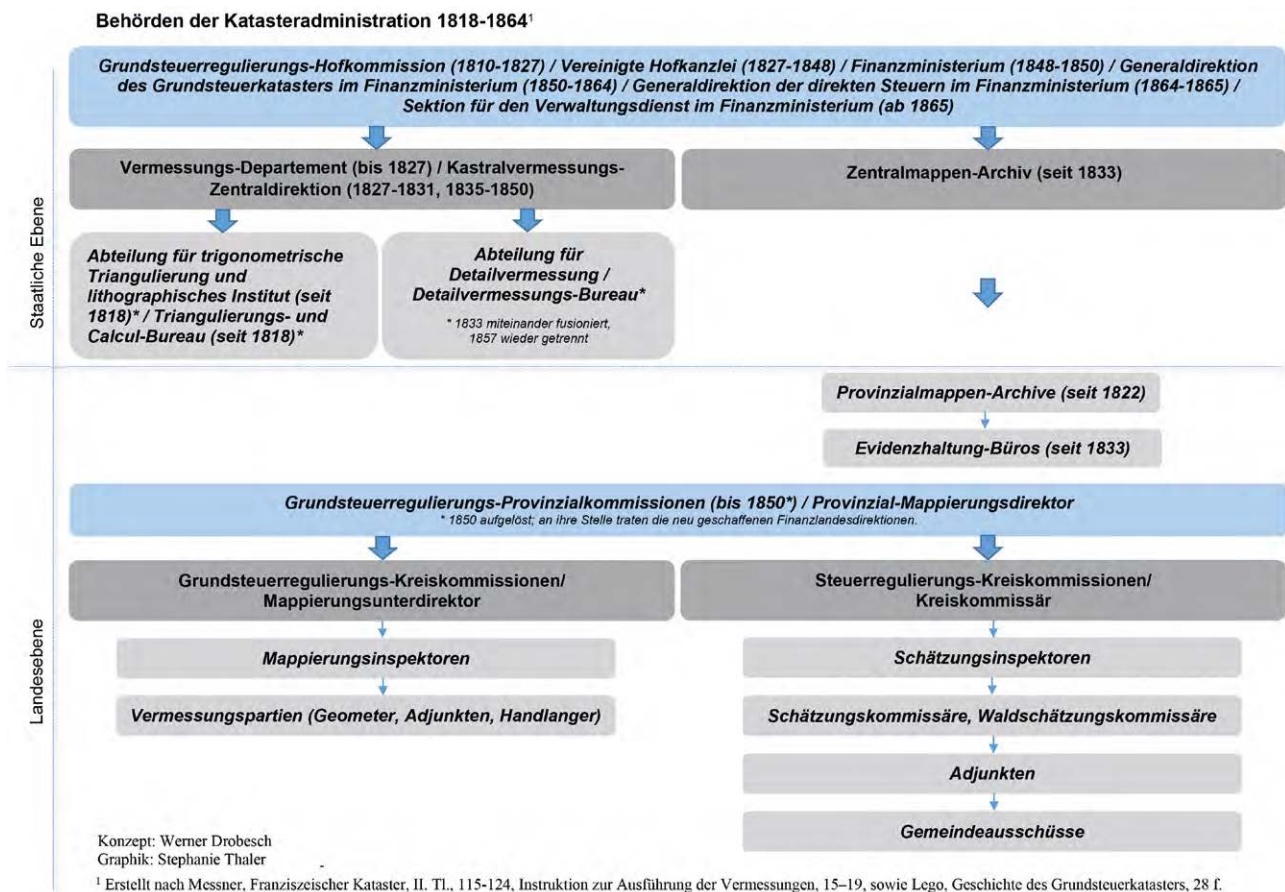 Behörden der Katasteradministration 1818-1864¹
Grundsteuerregulierungs-Hofkommission (1810-1827) / Vereinigte Hofkanzlei (1827-1848) / Finanzministerium (1848-1850) / Generaldirektion
des Grundsteuerkatasters im Finanzministerium (1850-1864) / Generaldirektion der direkten Steuern im Finanzministerium (1864-1865) /
Sektion für den Verwaltungsdienst im Finanzministerium (ab 1865)
Staatliche Ebene
Vermessungs-Departement (bis 1827) / Kastralvermessungs-
Zentraldirektion (1827-1831, 1835-1850)
Zentralmappen-Archiv (seit 1833)
Abteilung für trigonometrische
Triangulierung und
lithographisches Institut (seit
1818)* / Triangulierungs- und
Calcul-Bureau (seit 1818)*
Abteilung für
Detailvermessung /
Detailvermessungs-Bureau*
* 1833 miteinander fusioniert,
1857 wieder getrennt
Landesebene
Provinzialmappen-Archive (seit 1822)
Evidenzhaltung-Büros (seit 1833)
Grundsteuerregulierungs-Provinzialkommissionen (bis 1850*) / Provinzial-Mappierungsdirektor
* 1850 aufgelöst; an ihre Stelle traten die neu geschaffenen Finanzlandesdirektionen.
Grundsteuerregulierungs-Kreiskommissionen/
Mappierungsunterdirektor
Mappierungsinspektoren
Vermessungspartien (Geometer, Adjunkten, Handlanger)
Steuerregulierungs-Kreiskommissionen/
Kreiskommissär
Schätzungsinspektoren
Schätzungskommissäre, Waldschätzungskommissäre
Adjunkten
Gemeindeausschüsse
Konzept: Werner Drobesch
Graphik: Stephanie Thaler
¹ Erstellt nach Messner, Franziszeischer Kataster, II. Tl., 115-124, Instruktion zur Ausführung der Vermessungen, 15–19, sowie Lego, Geschichte des Grundsteuerkatasters, 28 f.